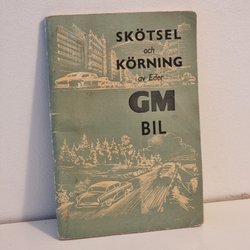 SKÖTSEL
och
KÖRNING
av Eder
GM
BIL